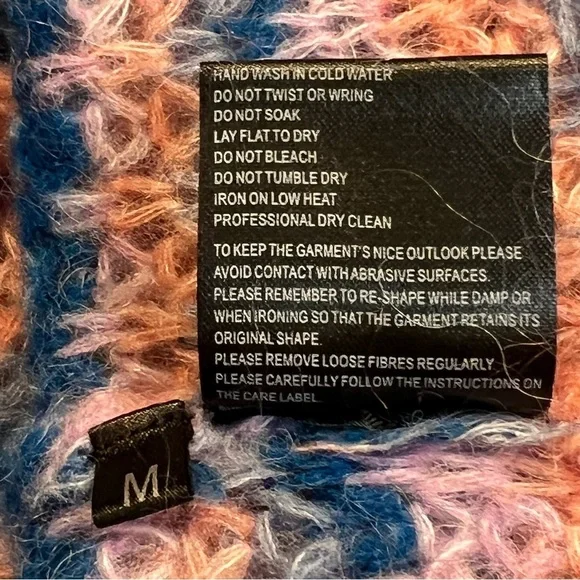 HAND WASH IN COLD WATER
DO NOT TWIST OR WRING
DO NOT SOAK
LAY FLAT TO DRY
DO NOT BLEACH
DO NOT TUMBLE DRY
IRON ON LOW HEAT
PROFESSIONAL DRY CLEAN
TO KEEP THE GARMENT'S NICE OUTLOOK PLEASE
AVOID CONTACT WITH ABRASIVE SURFACES.
PLEASE REMEMBER TO RE-SHAPE WHILE DAMP OR
WHEN IRONING SO THAT THE GARMENT RETAINS ITS
ORIGINAL SHAPE.
PLEASE REMOVE LOOSE FIBRES REGULARLY
PLEASE CAREFULLY FOLLOW THE INSTRUCTIONS ON
THE CARE LABEL.
M